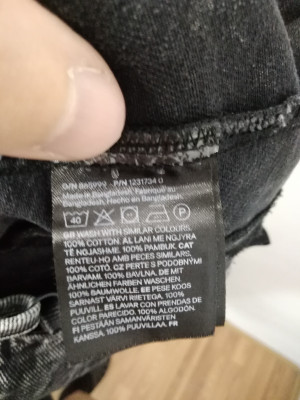 Made in Bangladesh, Fabriqué au
Bangladesh, Hecho en Bangladesh
40 P
GB WASH WITH SIMILAR COLOURS.
100% COTTON. AL LANI ME NGJYRA
TË NGJASHME. 100% PAMBUK. CAT
RENTEU HO AMB PECES SIMILARS.
100% COTÓ. CZ PERTE S PODOBNÝMI
BARVAMI. 100% BAVLNA. DE MIT
ÄHNLICHEN FARBEN WASCHEN.
100% BAUMWOLLE. EE PESE KOOS
SARNAST VÄRVI RIIETEGA. 100%
PUUVILL. ES LAVAR CON PRENDAS DE
COLOR PARECIDO. 100% ALGODÓN.
FI PESTÄÄN SAMANVÄRISTEN
KANSSA. 100% PUUVILLAA. FR